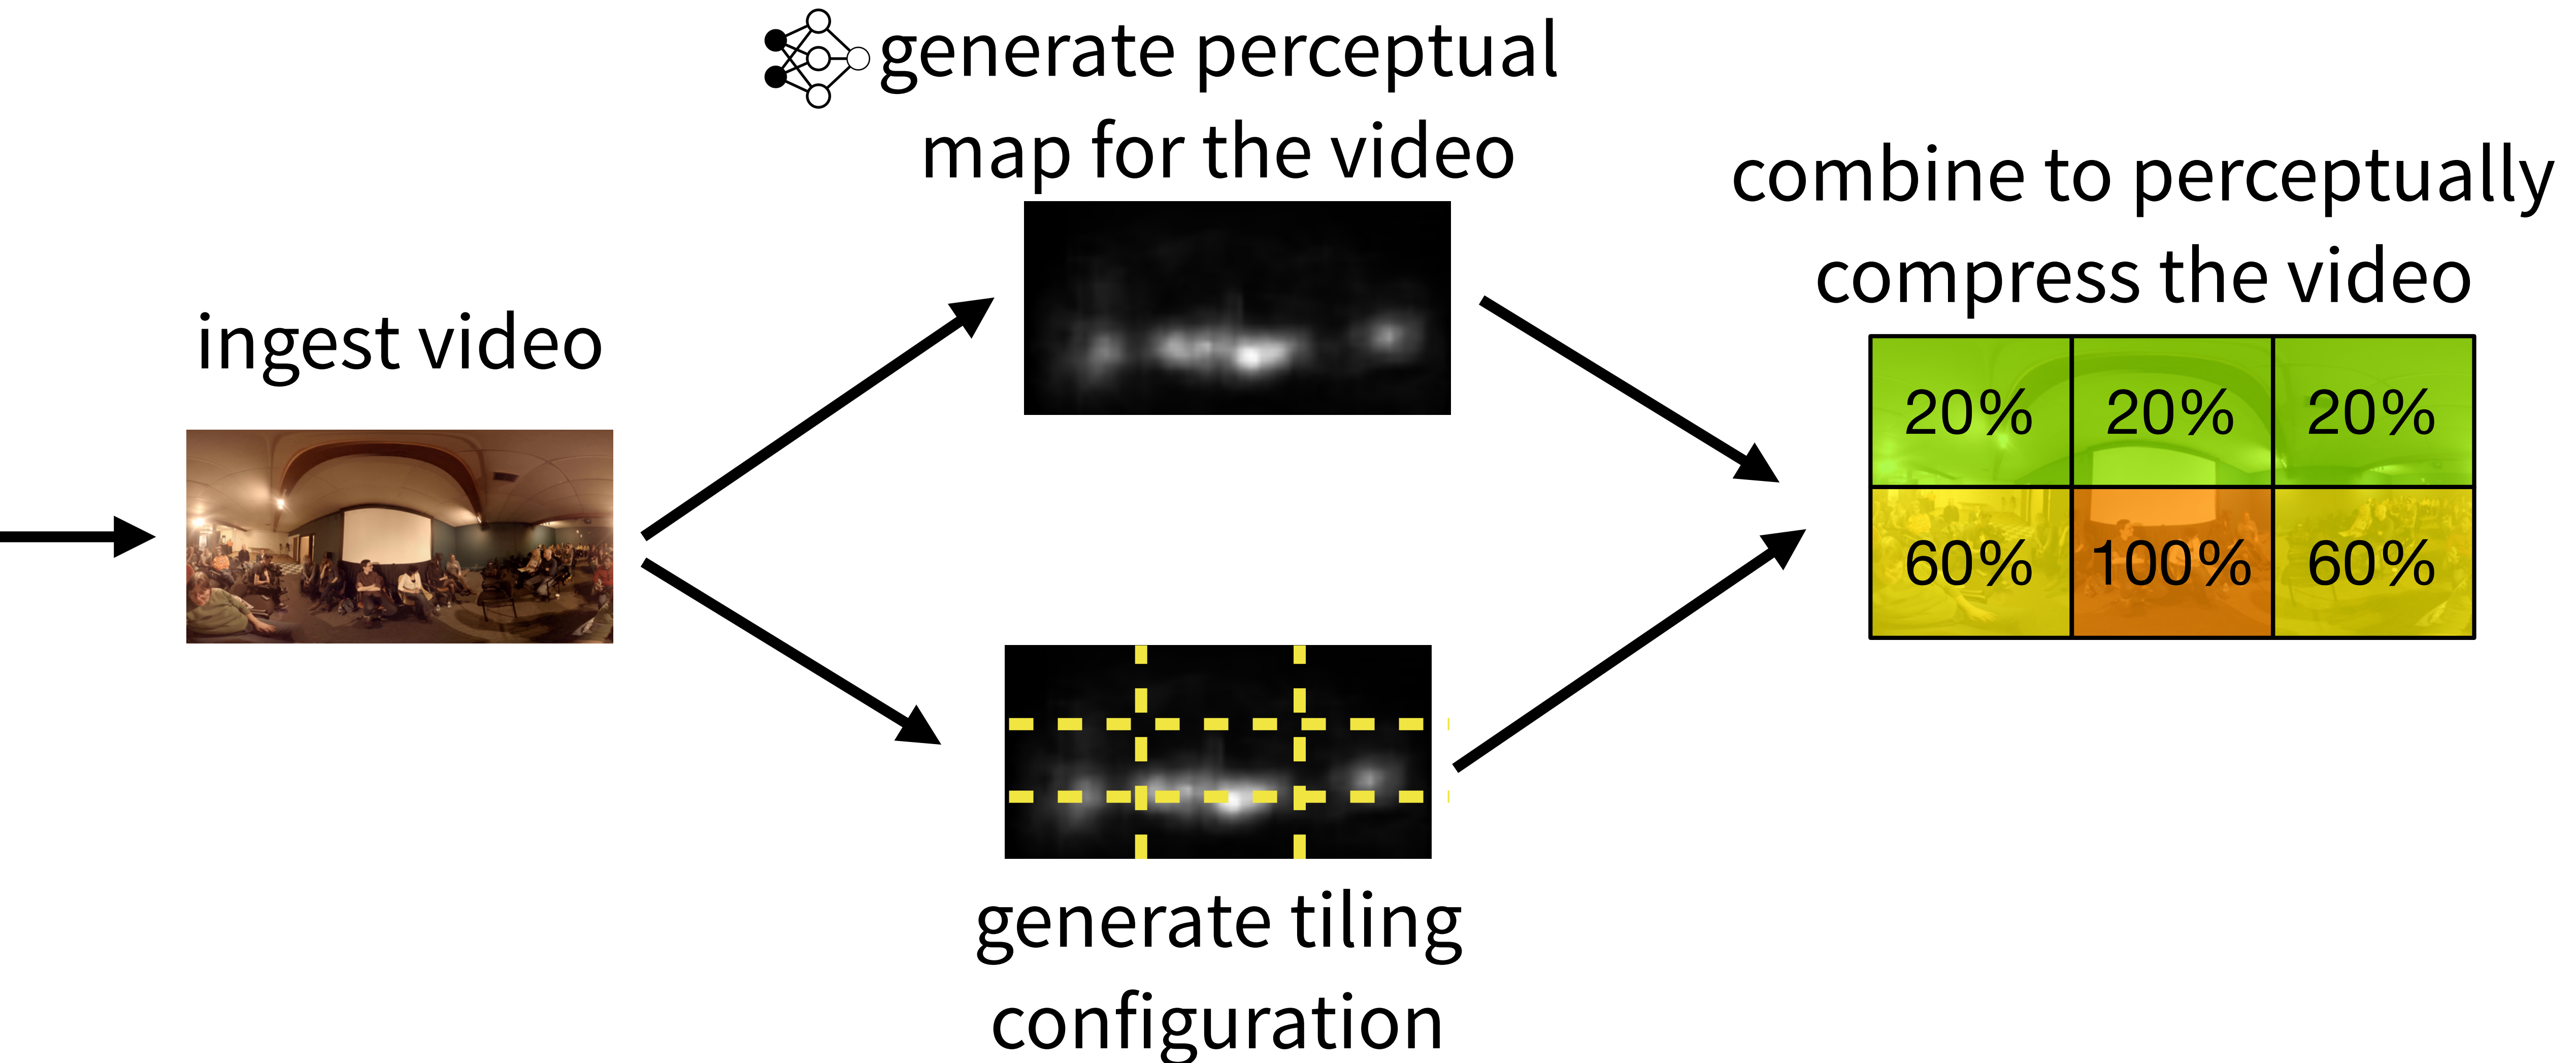 ingest video
generate perceptual
map for the video
generate tiling
configuration
combine to perceptually
compress the video
20% 20% 20%
60% 100% 60%